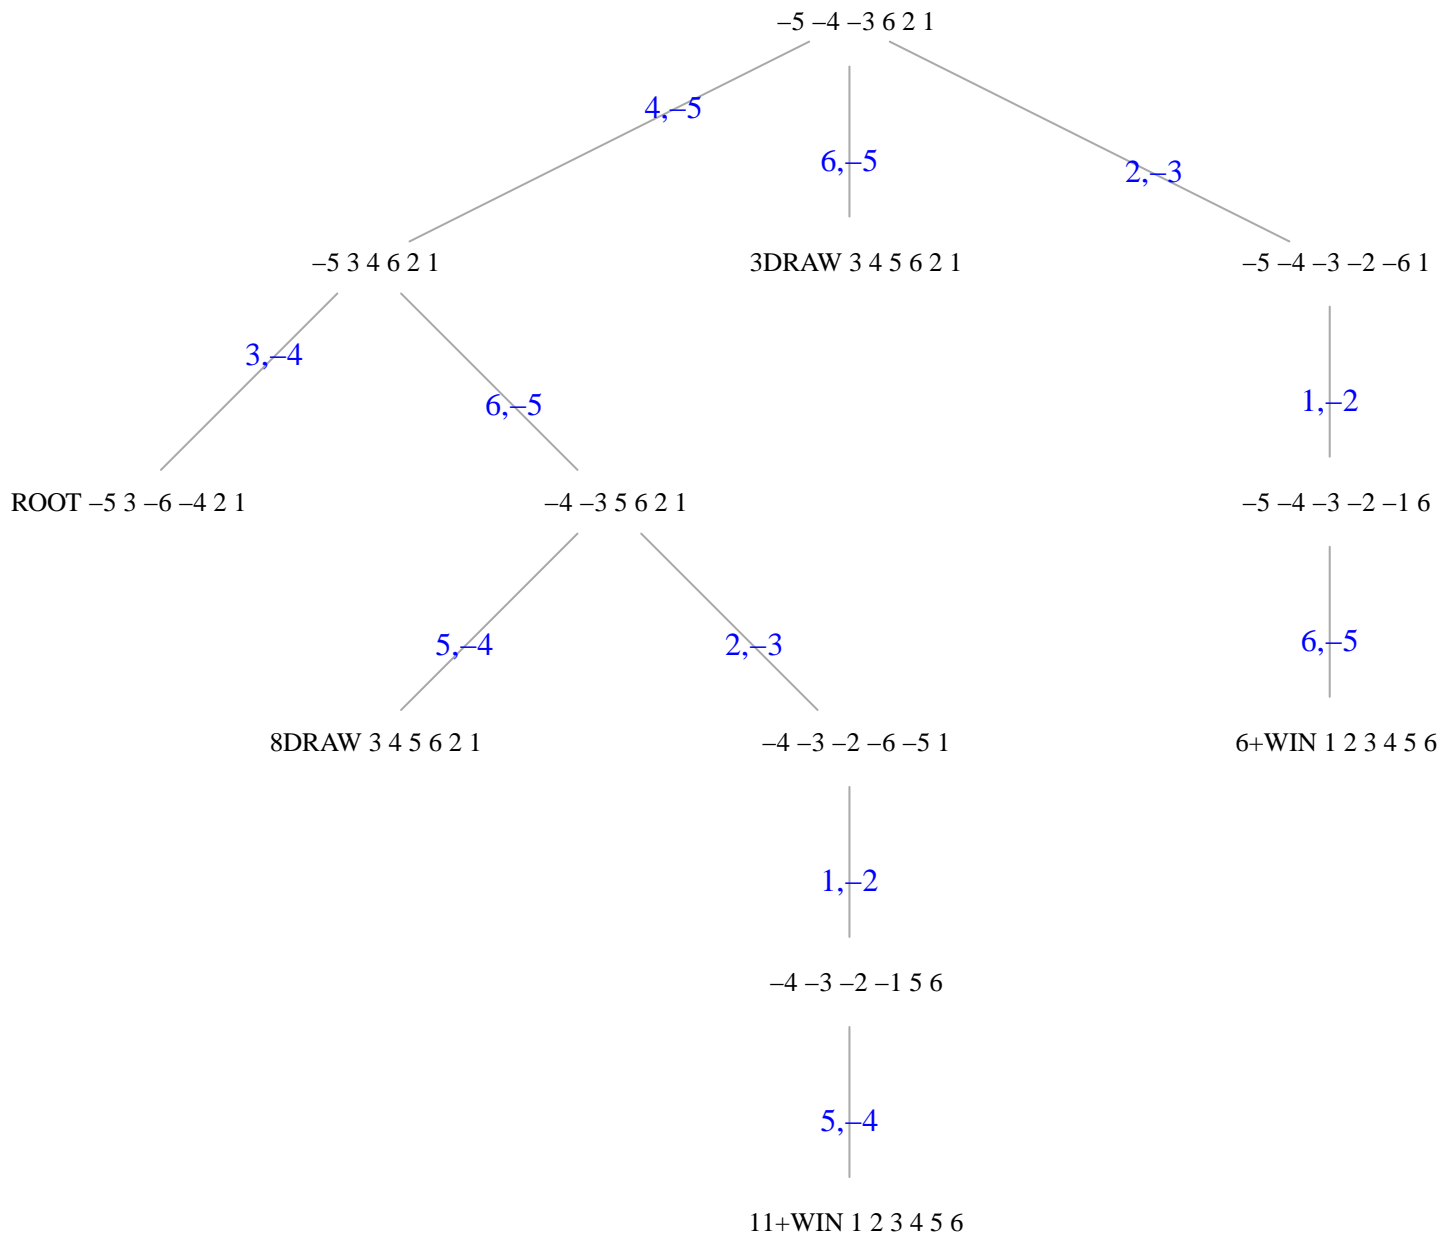 –5 –4 –3 6 2 1
4,–5
6,–5
2,–3
–5 3 4 6 2 1
3DRAW 3 4 5 6 2 1
–5 –4 –3 –2 –6 1
3,–4
6,–5
1,–2
ROOT –5 3 –6 –4 2 1
–4 –3 5 6 2 1
–5 –4 –3 –2 –1 6
5,–4
2,–3
6,–5
8DRAW 3 4 5 6 2 1
–4 –3 –2 –6 –5 1
6+WIN 1 2 3 4 5 6
1,–2
–4 –3 –2 –1 5 6
5,–4
11+WIN 1 2 3 4 5 6